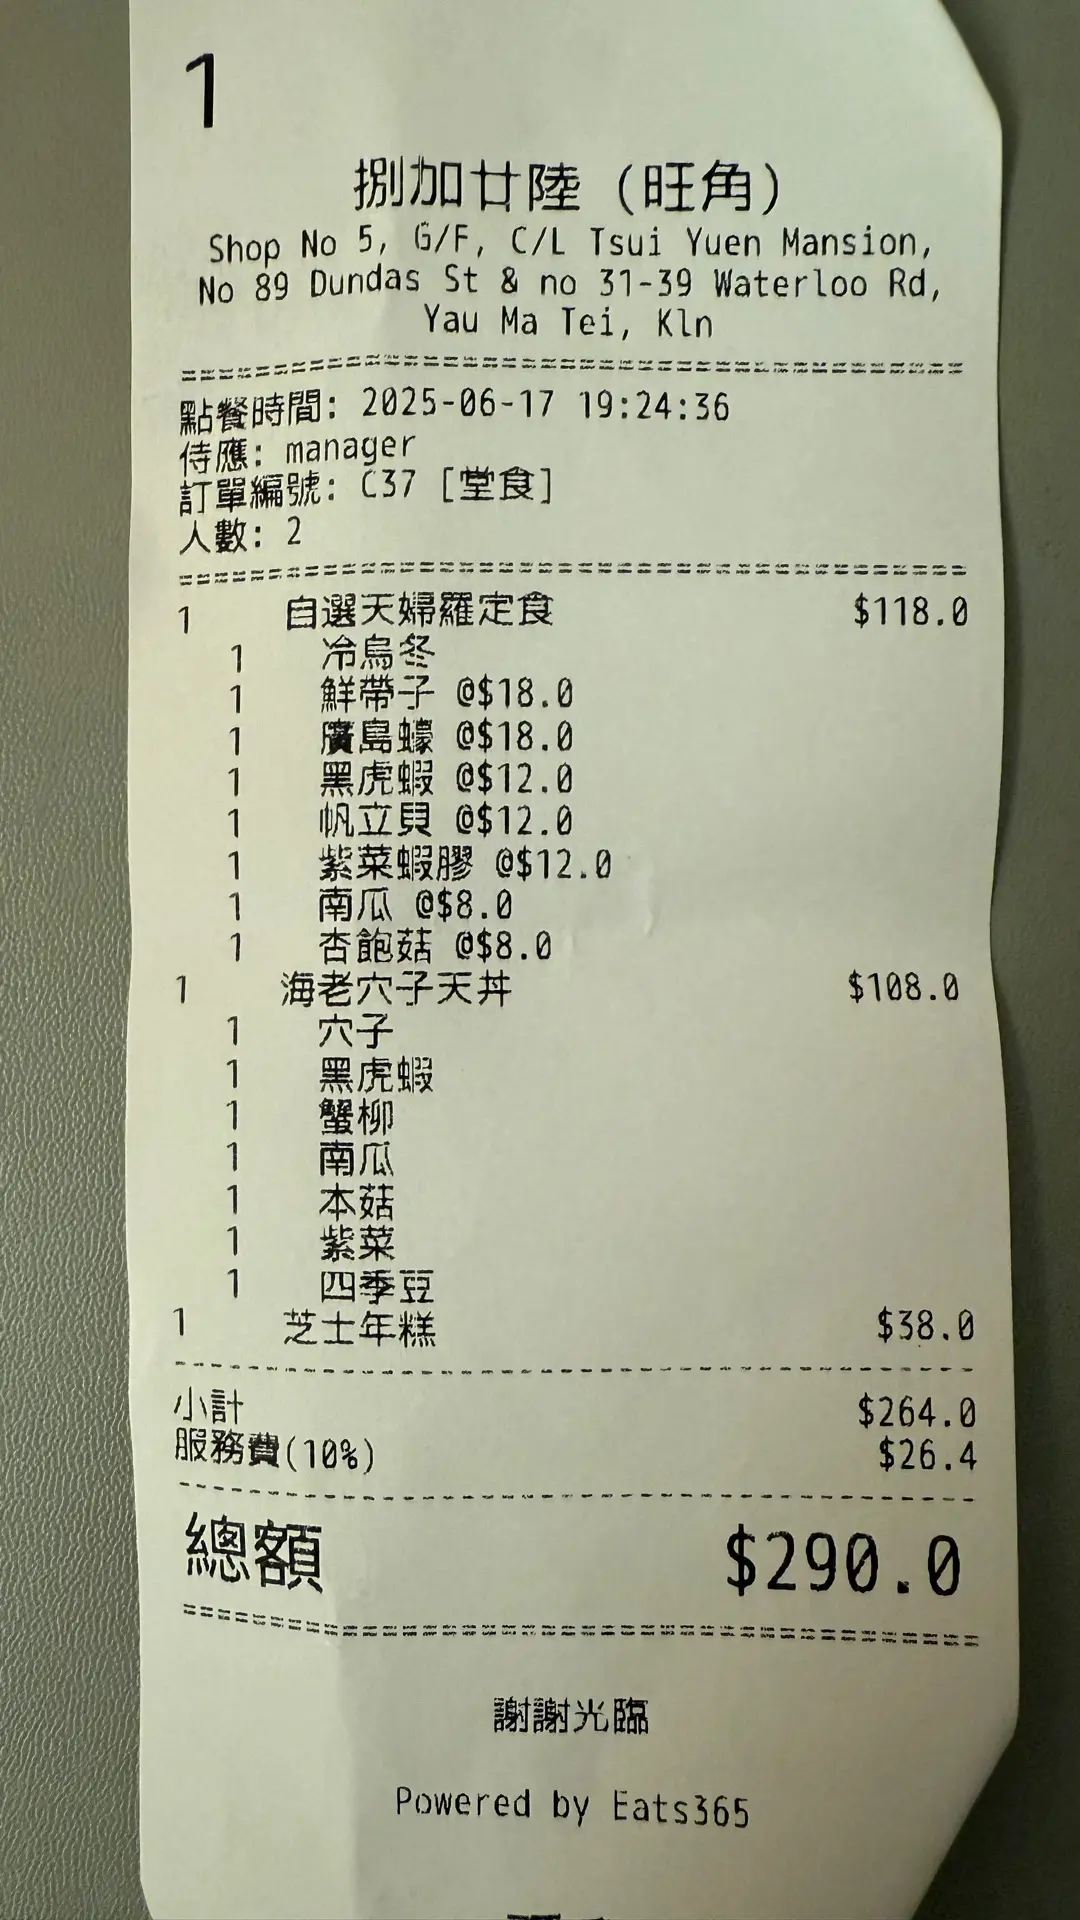 1
捌加廿陸 (旺角)
Shop No 5, G/F, C/L Tsui Yuen Mansion,
No 89 Dundas St & no 31-39 Waterloo Rd,
Yau Ma Tei, Kln
點餐時間: 2025-06-17 19:24:36
侍應: manager
訂單編號: C37 [堂食]
人數: 2
1 自選天婦羅定食 $118.0
1 冷烏冬
1 鮮帶子 @$18.0
1 廣島蠔 @$18.0
1 黑虎蝦 @$12.0
1 帆立貝 @$12.0
1 紫菜蝦膠 @$12.0
1 南瓜 @$8.0
1 杏鮑菇 @$8.0
1 海老穴子天丼 $108.0
1 穴子
1 黑虎蝦
1 蟹柳
1 南瓜
1 本菇
1 紫菜
1 四季豆
1 芝士年糕 $38.0
小計 $264.0
服務費(10%) $26.4
總額 $290.0
謝謝光臨
Powered by Eats365